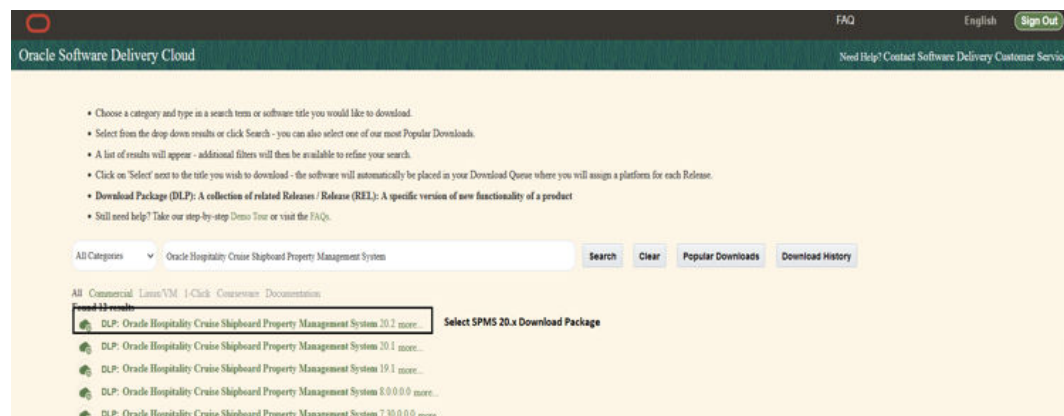 FAQ English Sign Out
Oracle Software Delivery Cloud Need Help? Contact Software Delivery Customer Servic
• Choose a category and type in a search term or software title you would like to download.
• Select from the drop down results or click Search - you can also select one of our most Popular Downloads.
• A list of results will appear - additional filters will then be available to refine your search.
• Click on 'Select' next to the title you wish to download - the software will automatically be placed in your Download Queue where you will assign a platform for each Release.
• Download Package (DLP): A collection of related Releases / Release (REL): A specific version of new functionality of a product
• Still need help? Take our step-by-step Demo Tour or visit the FAQs.
All Categories Oracle Hospitality Cruise Shipboard Property Management System Search Clear Popular Downloads Download History
All Commercial Linux/VM 1-Click Courseware Documentation
Found 12 results
DLP: Oracle Hospitality Cruise Shipboard Property Management System 20.2 more... Select SPMS 20.x Download Package
DLP: Oracle Hospitality Cruise Shipboard Property Management System 20.1 more...
DLP: Oracle Hospitality Cruise Shipboard Property Management System 19.1 more...
DLP: Oracle Hospitality Cruise Shipboard Property Management System 8.0.0.0.0 more...
DLP: Oracle Hospitality Cruise Shipboard Property Management System 7.30.0.0.0 more...